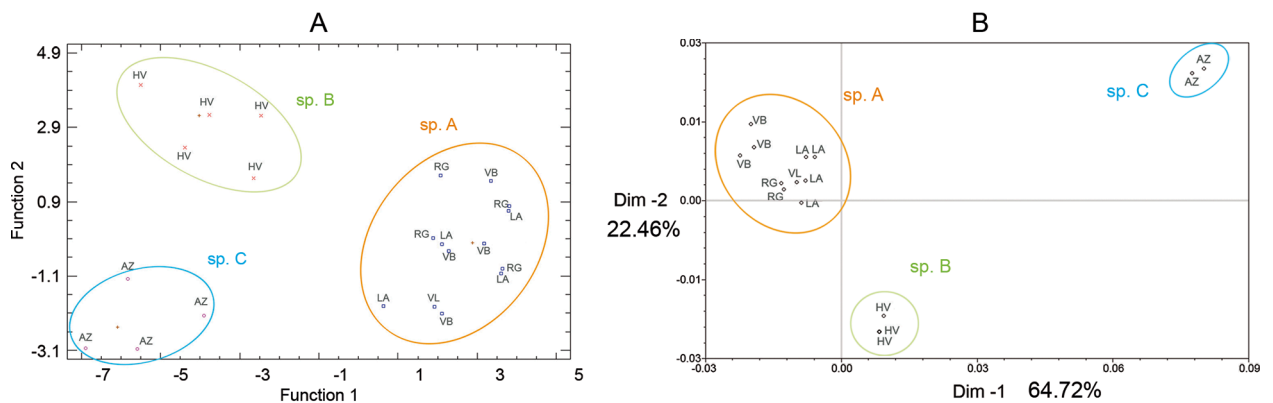 A
4.9
2.9
0.9
-1.1
-3.1
Function 2
-7
-5
-3
-1
1
3
5
Function 1
sp. B
HV
HV
HV
HV
HV
sp. A
RG
VB
RG
LA
RG
LA
VB
VB
RG
LA
LA
VL
VB
sp. C
AZ
AZ
AZ
AZ
B
0.03
0.01
0.00
-0.01
-0.03
Dim -2
22.46%
-0.03
0.00
0.03
0.06
0.09
Dim -1 64.72%
sp. A
VB
VB
VB
LA LA
VL
LA
RG
RG
LA
sp. C
AZ
AZ
sp. B
HV
HV
HV